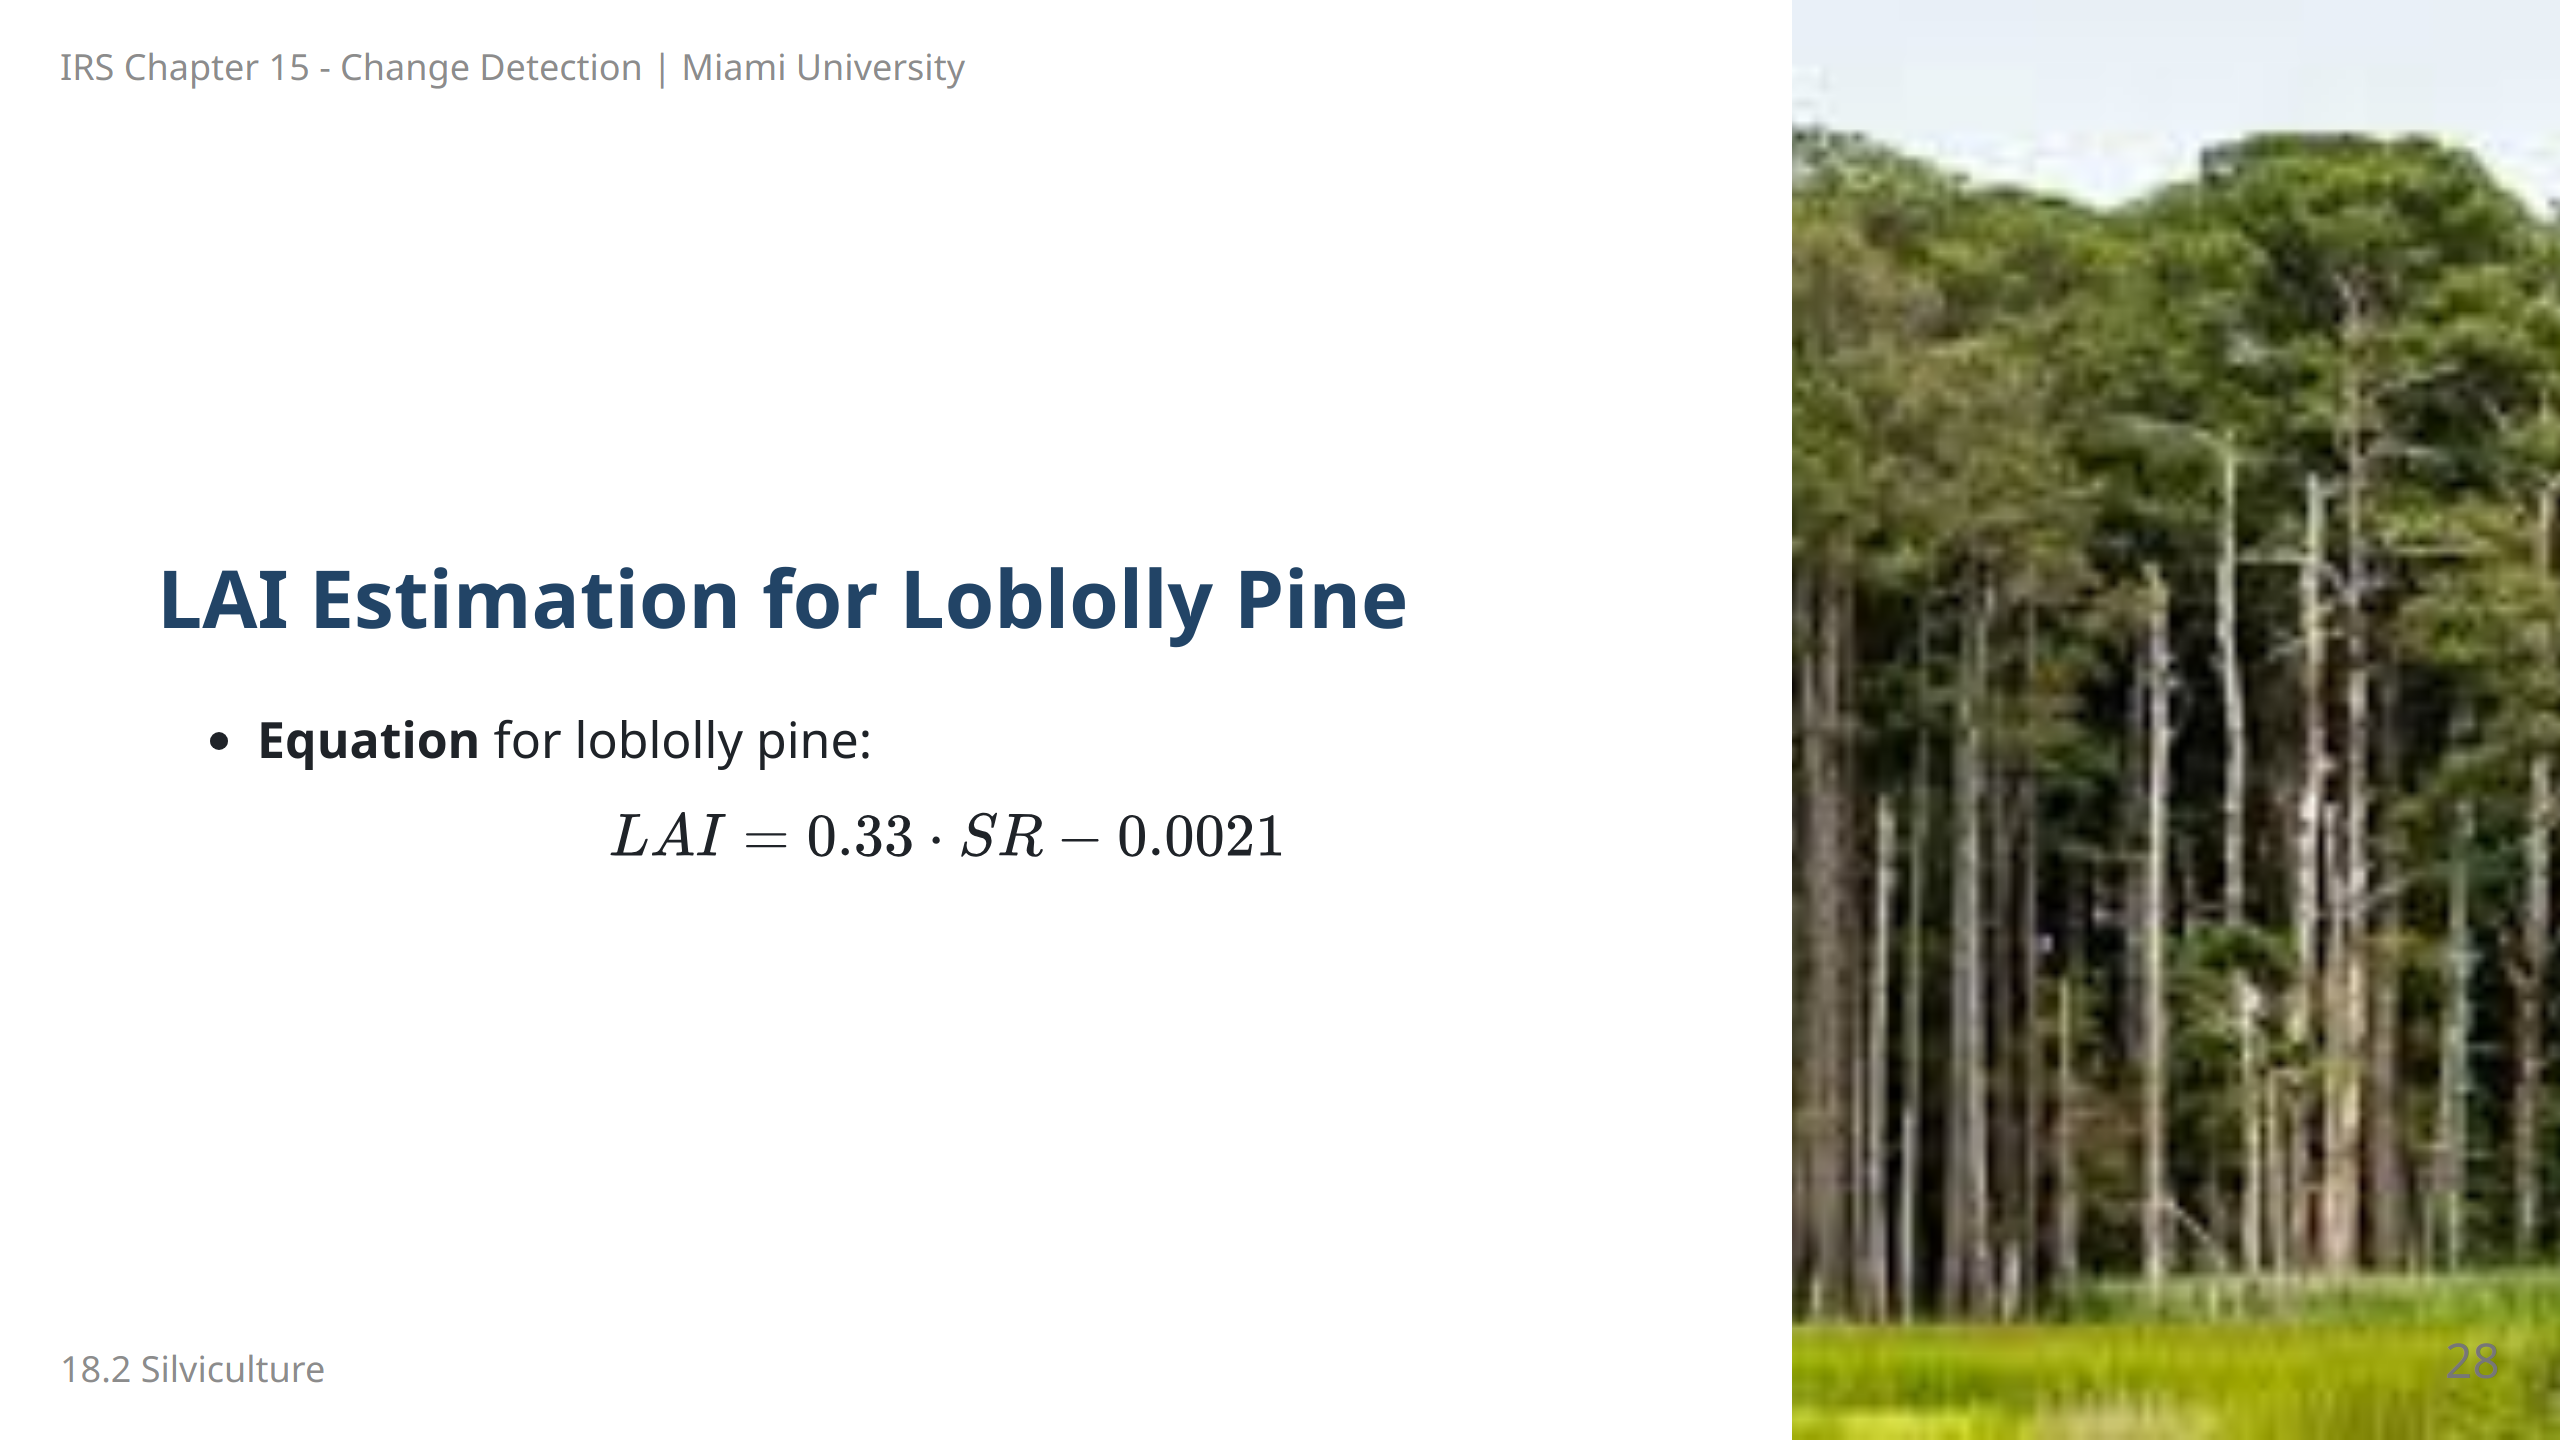 IRS Chapter 15 - Change Detection | Miami University
LAI Estimation for Loblolly Pine
• Equation for loblolly pine:
LAI = 0.33 · SR − 0.0021
18.2 Silviculture
28